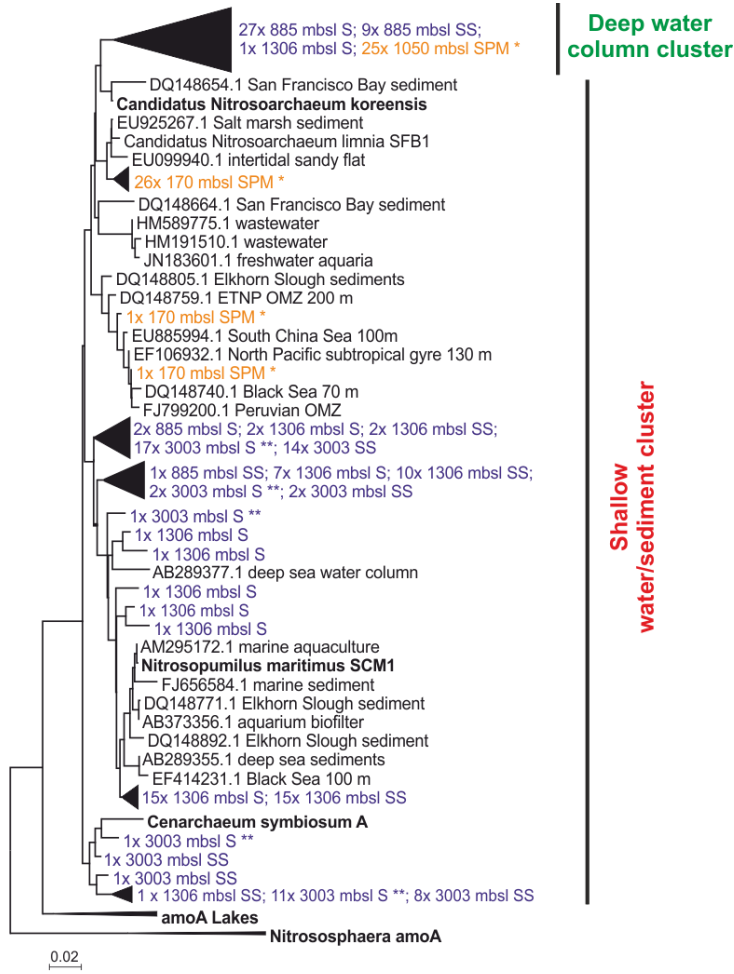 27x 885 mbsl S; 9x 885 mbsl SS;
1x 1306 mbsl S; 25x 1050 mbsl SPM *
Deep water
column cluster
DQ148654.1 San Francisco Bay sediment
Candidatus Nitrosoarchaeum koreensis
EU925267.1 Salt marsh sediment
Candidatus Nitrosoarchaeum limnia SFB1
EU099940.1 intertidal sandy flat
26x 170 mbsl SPM *
DQ148664.1 San Francisco Bay sediment
HM589775.1 wastewater
HM191510.1 wastewater
JN183601.1 freshwater aquaria
DQ148805.1 Elkhorn Slough sediments
DQ148759.1 ETNP OMZ 200 m
1x 170 mbsl SPM *
EU885994.1 South China Sea 100m
EF106932.1 North Pacific subtropical gyre 130 m
1x 170 mbsl SPM *
DQ148740.1 Black Sea 70 m
FJ799200.1 Peruvian OMZ
2x 885 mbsl S; 2x 1306 mbsl S; 2x 1306 mbsl SS;
17x 3003 mbsl S **; 14x 3003 SS
1x 885 mbsl SS; 7x 1306 mbsl S; 10x 1306 mbsl SS;
2x 3003 mbsl S **; 2x 3003 mbsl SS
1x 3003 mbsl S **
1x 1306 mbsl S
1x 1306 mbsl S
AB289377.1 deep sea water column
1x 1306 mbsl S
1x 1306 mbsl S
1x 1306 mbsl S
AM295172.1 marine aquaculture
Nitrosopumilus maritimus SCM1
FJ656584.1 marine sediment
DQ148771.1 Elkhorn Slough sediment
AB373356.1 aquarium biofilter
DQ148892.1 Elkhorn Slough sediment
AB289355.1 deep sea sediments
EF414231.1 Black Sea 100 m
15x 1306 mbsl S; 15x 1306 mbsl SS
Cenarchaeum symbiosum A
1x 3003 mbsl S **
1x 3003 mbsl SS
1x 3003 mbsl SS
1 x 1306 mbsl SS; 11x 3003 mbsl S **; 8x 3003 mbsl SS
Shallow
water/sediment cluster
amoA Lakes
Nitrososphaera amoA
0.02